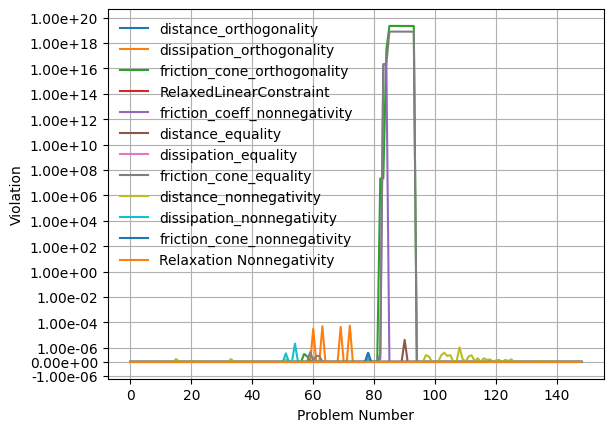 1.00e+20
1.00e+18
1.00e+16
1.00e+14
1.00e+12
1.00e+10
1.00e+08
1.00e+06
1.00e+04
1.00e+02
1.00e+00
1.00e-02
1.00e-04
1.00e-06
0.00e+00
-1.00e-06
Violation
distance_orthogonality
dissipation_orthogonality
friction_cone_orthogonality
RelaxedLinearConstraint
friction_coeff_nonnegativity
distance_equality
dissipation_equality
friction_cone_equality
distance_nonnegativity
dissipation_nonnegativity
friction_cone_nonnegativity
Relaxation Nonnegativity
0 20 40 60 80 100 120 140
Problem Number